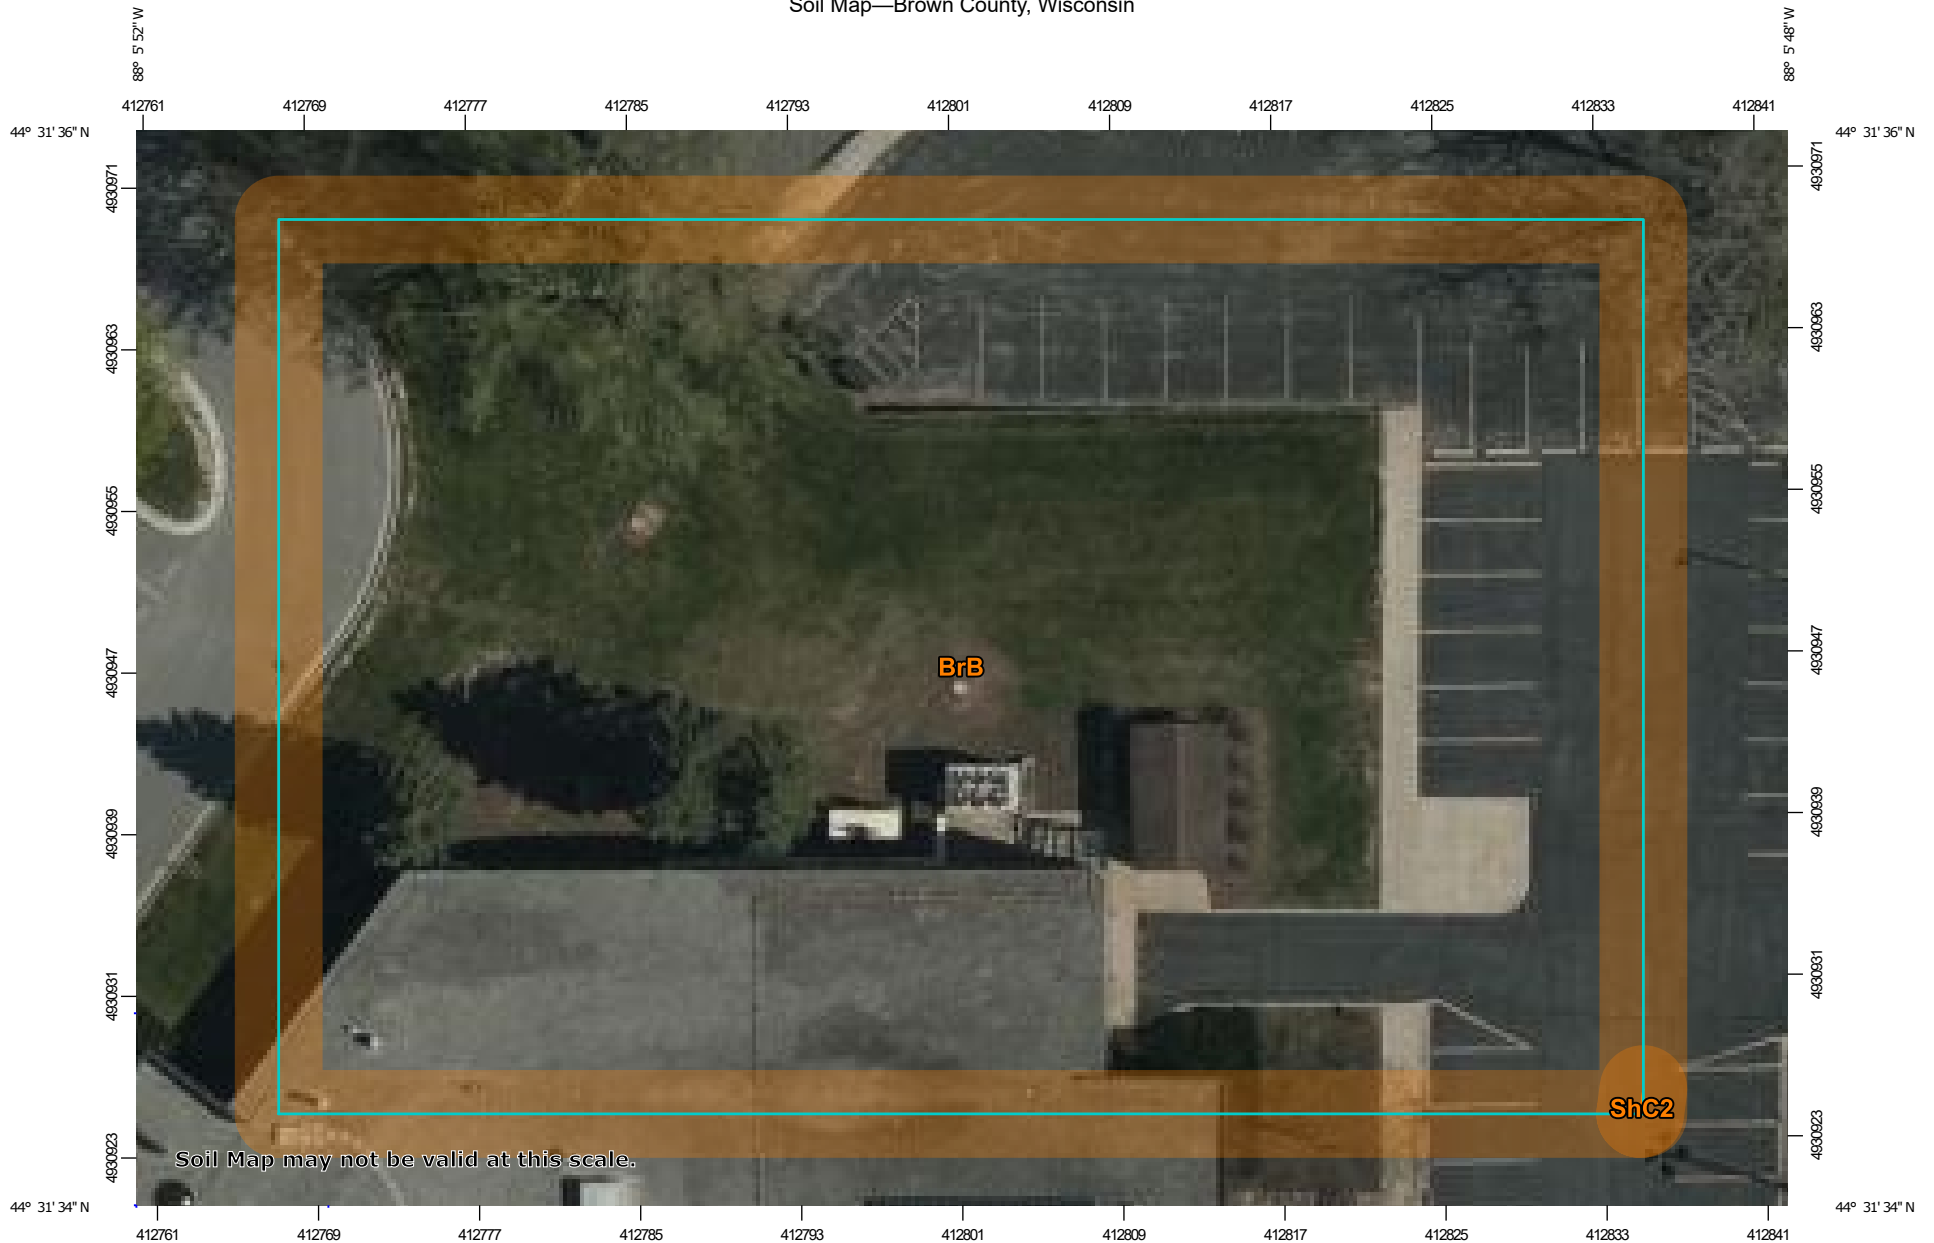 Soil Map—Brown County, Wisconsin
88° 5' 52'' W
88° 5' 48'' W
412761 412769 412777 412785 412793 412801 412809 412817 412825 412833 412841
44° 31' 36'' N
44° 31' 36'' N
4930971
4930971
4930963
4930963
4930955
4930955
BrB
4930947
4930947
4930939
4930939
4930931
4930931
ShC2
4930923
4930923
Soil Map may not be valid at this scale.
44° 31' 34'' N
44° 31' 34'' N
412761 412769 412777 412785 412793 412801 412809 412817 412825 412833 412841